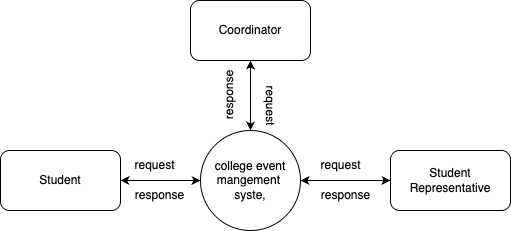 Coordinator
response
request
request
college event
mangement
syste,
request
Student
response
response
Student
Representative